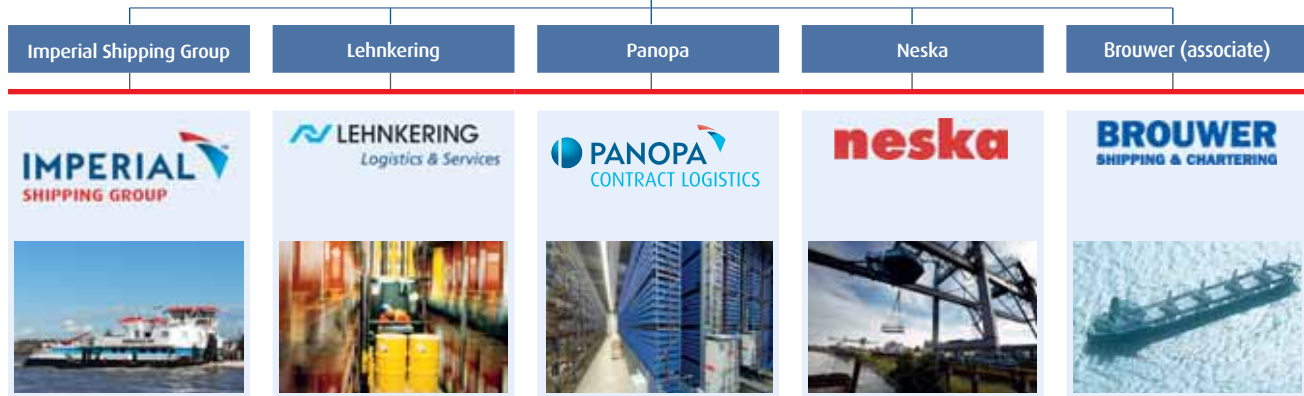 Imperial Shipping Group
Lehnkering
Panopa
Neska
Brouwer (associate)
IMPERIAL™
SHIPPING GROUP
LEHNKERING
Logistics & Services
PANOPA
CONTRACT LOGISTICS
neska
BROUWER
SHIPPING & CHARTERING